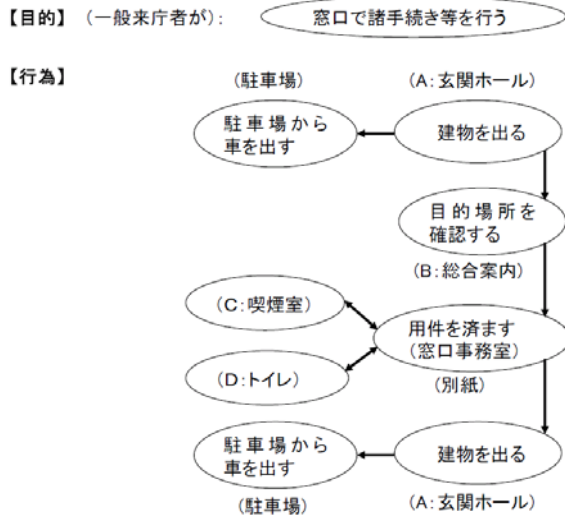 【目的】 (一般来庁者が): 窓口で諸手続き等を行う
【行為】
(駐車場) (A:玄関ホール)
駐車場から
車を出す
建物を出る
目的場所を
確認する
(B:総合案内)
(C:喫煙室)
用件を済ます
(窓口事務室)
(D:トイレ)
(別紙)
駐車場から
車を出す
建物を出る
(駐車場) (A:玄関ホール)